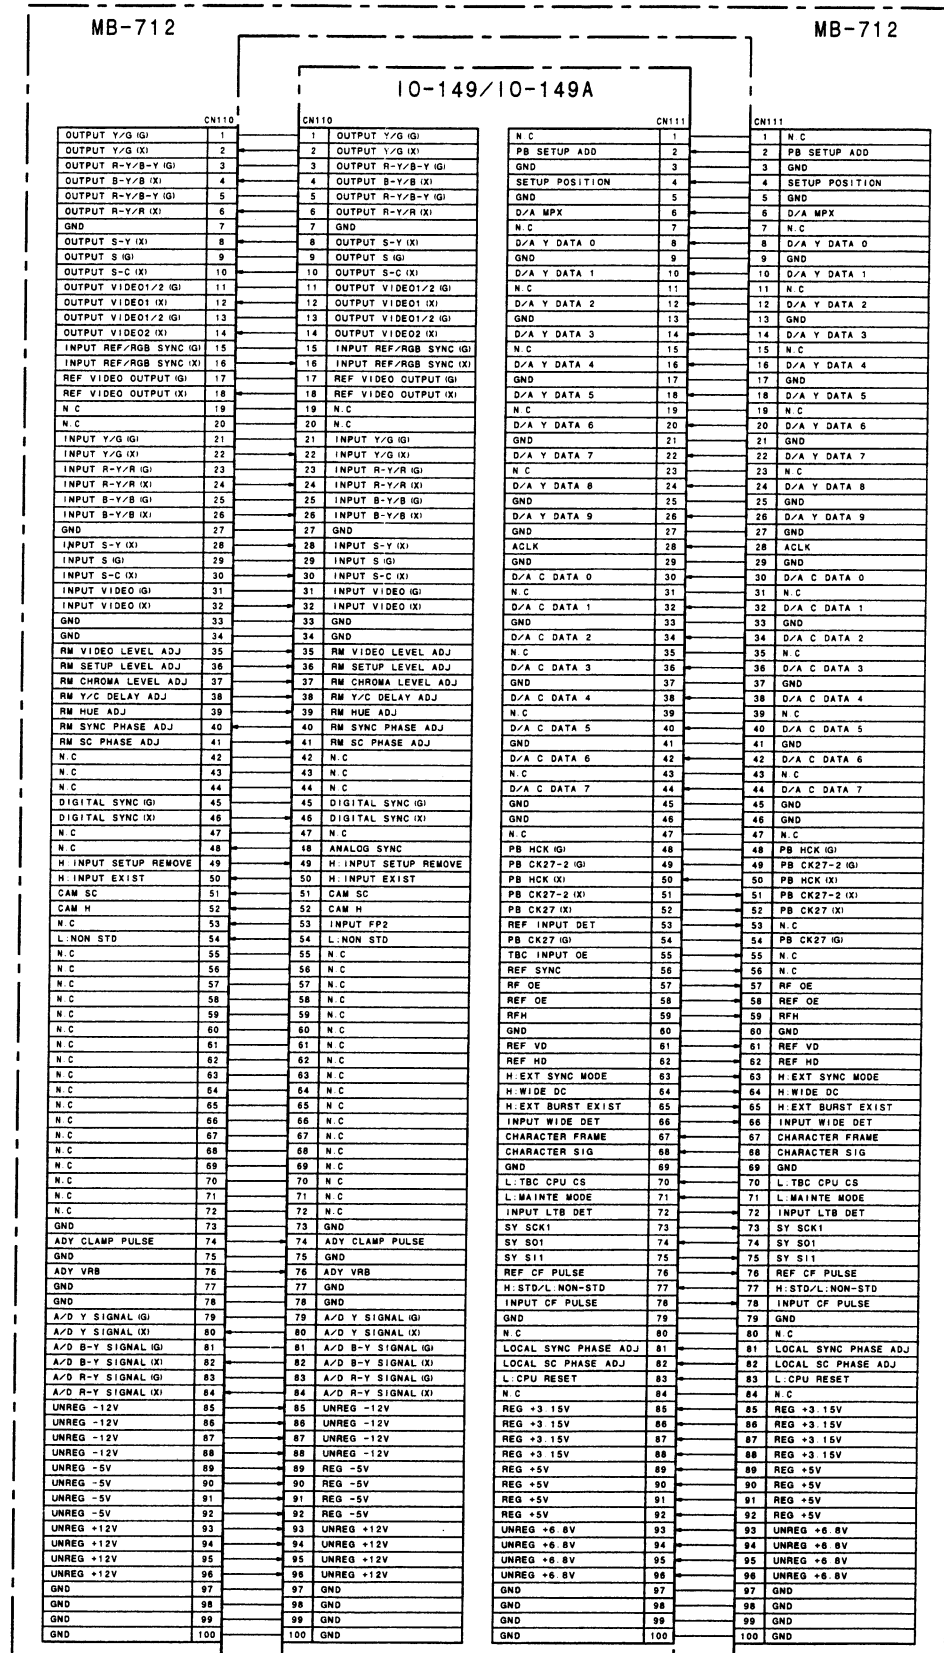 MB-712
MB-712
IO-149/IO-149A
CN110 CN110
OUTPUT Y/G (G) 1 1 OUTPUT Y/G (G)
OUTPUT Y/G (X) 2 2 OUTPUT Y/G (X)
OUTPUT R-Y/B-Y (G) 3 3 OUTPUT R-Y/B-Y (G)
OUTPUT B-Y/B (X) 4 4 OUTPUT B-Y/B (X)
OUTPUT R-Y/B-Y (G) 5 5 OUTPUT R-Y/B-Y (G)
OUTPUT R-Y/R (X) 6 6 OUTPUT R-Y/R (X)
GND 7 7 GND
OUTPUT S-Y (X) 8 8 OUTPUT S-Y (X)
OUTPUT S (G) 9 9 OUTPUT S (G)
OUTPUT S-C (X) 10 10 OUTPUT S-C (X)
OUTPUT VIDEO1/2 (G) 11 11 OUTPUT VIDEO1/2 (G)
OUTPUT VIDEO1 (X) 12 12 OUTPUT VIDEO1 (X)
OUTPUT VIDEO1/2 (G) 13 13 OUTPUT VIDEO1/2 (G)
OUTPUT VIDEO2 (X) 14 14 OUTPUT VIDEO2 (X)
INPUT REF/RGB SYNC (G) 15 15 INPUT REF/RGB SYNC (G)
INPUT REF/RGB SYNC (X) 16 16 INPUT REF/RGB SYNC (X)
REF VIDEO OUTPUT (G) 17 17 REF VIDEO OUTPUT (G)
REF VIDEO OUTPUT (X) 18 18 REF VIDEO OUTPUT (X)
N.C 19 19 N.C
N.C 20 20 N.C
INPUT Y/G (G) 21 21 INPUT Y/G (G)
INPUT Y/G (X) 22 22 INPUT Y/G (X)
INPUT R-Y/R (G) 23 23 INPUT R-Y/R (G)
INPUT R-Y/R (X) 24 24 INPUT R-Y/R (X)
INPUT B-Y/B (G) 25 25 INPUT B-Y/B (G)
INPUT B-Y/B (X) 26 26 INPUT B-Y/B (X)
GND 27 27 GND
INPUT S-Y (X) 28 28 INPUT S-Y (X)
INPUT S (G) 29 29 INPUT S (G)
INPUT S-C (X) 30 30 INPUT S-C (X)
INPUT VIDEO (G) 31 31 INPUT VIDEO (G)
INPUT VIDEO (X) 32 32 INPUT VIDEO (X)
GND 33 33 GND
GND 34 34 GND
RM VIDEO LEVEL ADJ 35 35 RM VIDEO LEVEL ADJ
RM SETUP LEVEL ADJ 36 36 RM SETUP LEVEL ADJ
RM CHROMA LEVEL ADJ 37 37 RM CHROMA LEVEL ADJ
RM Y/C DELAY ADJ 38 38 RM Y/C DELAY ADJ
RM HUE ADJ 39 39 RM HUE ADJ
RM SYNC PHASE ADJ 40 40 RM SYNC PHASE ADJ
RM SC PHASE ADJ 41 41 RM SC PHASE ADJ
N.C 42 42 N.C
N.C 43 43 N.C
N.C 44 44 N.C
DIGITAL SYNC (G) 45 45 DIGITAL SYNC (G)
DIGITAL SYNC (X) 46 46 DIGITAL SYNC (X)
N.C 47 47 N.C
N.C 48 48 ANALOG SYNC
H:INPUT SETUP REMOVE 49 49 H:INPUT SETUP REMOVE
H:INPUT EXIST 50 50 H:INPUT EXIST
CAM SC 51 51 CAM SC
CAM H 52 52 CAM H
N.C 53 53 INPUT FP2
L:NON STD 54 54 L:NON STD
N.C 55 55 N.C
N.C 56 56 N.C
N.C 57 57 N.C
N.C 58 58 N.C
N.C 59 59 N.C
N.C 60 60 N.C
N.C 61 61 N.C
N.C 62 62 N.C
N.C 63 63 N.C
N.C 64 64 N.C
N.C 65 65 N.C
N.C 66 66 N.C
N.C 67 67 N.C
N.C 68 68 N.C
N.C 69 69 N.C
N.C 70 70 N.C
N.C 71 71 N.C
N.C 72 72 N.C
GND 73 73 GND
ADY CLAMP PULSE 74 74 ADY CLAMP PULSE
GND 75 75 GND
ADY VRB 76 76 ADY VRB
GND 77 77 GND
GND 78 78 GND
A/D Y SIGNAL (G) 79 79 A/D Y SIGNAL (G)
A/D Y SIGNAL (X) 80 80 A/D Y SIGNAL (X)
A/D B-Y SIGNAL (G) 81 81 A/D B-Y SIGNAL (G)
A/D B-Y SIGNAL (X) 82 82 A/D B-Y SIGNAL (X)
A/D R-Y SIGNAL (G) 83 83 A/D R-Y SIGNAL (G)
A/D R-Y SIGNAL (X) 84 84 A/D R-Y SIGNAL (X)
UNREG -12V 85 85 UNREG -12V
UNREG -12V 86 86 UNREG -12V
UNREG -12V 87 87 UNREG -12V
UNREG -12V 88 88 UNREG -12V
UNREG -5V 89 89 REG -5V
UNREG -5V 90 90 REG -5V
UNREG -5V 91 91 REG -5V
UNREG -5V 92 92 REG -5V
UNREG +12V 93 93 UNREG +12V
UNREG +12V 94 94 UNREG +12V
UNREG +12V 95 95 UNREG +12V
UNREG +12V 96 96 UNREG +12V
GND 97 97 GND
GND 98 98 GND
GND 99 99 GND
GND 100 100 GND
CN111 CN111
N.C 1 1 N.C
PB SETUP ADD 2 2 PB SETUP ADD
GND 3 3 GND
SETUP POSITION 4 4 SETUP POSITION
GND 5 5 GND
D/A MPX 6 6 D/A MPX
N.C 7 7 N.C
D/A Y DATA 0 8 8 D/A Y DATA 0
GND 9 9 GND
D/A Y DATA 1 10 10 D/A Y DATA 1
N.C 11 11 N.C
D/A Y DATA 2 12 12 D/A Y DATA 2
GND 13 13 GND
D/A Y DATA 3 14 14 D/A Y DATA 3
N.C 15 15 N.C
D/A Y DATA 4 16 16 D/A Y DATA 4
GND 17 17 GND
D/A Y DATA 5 18 18 D/A Y DATA 5
N.C 19 19 N.C
D/A Y DATA 6 20 20 D/A Y DATA 6
GND 21 21 GND
D/A Y DATA 7 22 22 D/A Y DATA 7
N.C 23 23 N.C
D/A Y DATA 8 24 24 D/A Y DATA 8
GND 25 25 GND
D/A Y DATA 9 26 26 D/A Y DATA 9
GND 27 27 GND
ACLK 28 28 ACLK
GND 29 29 GND
D/A C DATA 0 30 30 D/A C DATA 0
N.C 31 31 N.C
D/A C DATA 1 32 32 D/A C DATA 1
GND 33 33 GND
D/A C DATA 2 34 34 D/A C DATA 2
N.C 35 35 N.C
D/A C DATA 3 36 36 D/A C DATA 3
GND 37 37 GND
D/A C DATA 4 38 38 D/A C DATA 4
N.C 39 39 N.C
D/A C DATA 5 40 40 D/A C DATA 5
GND 41 41 GND
D/A C DATA 6 42 42 D/A C DATA 6
N.C 43 43 N.C
D/A C DATA 7 44 44 D/A C DATA 7
GND 45 45 GND
GND 46 46 GND
N.C 47 47 N.C
PB HCK (G) 48 48 PB HCK (G)
PB CK27-2 (G) 49 49 PB CK27-2 (G)
PB HCK (X) 50 50 PB HCK (X)
PB CK27-2 (X) 51 51 PB CK27-2 (X)
PB CK27 (X) 52 52 PB CK27 (X)
REF INPUT DET 53 53 N.C
PB CK27 (G) 54 54 PB CK27 (G)
TBC INPUT OE 55 55 N.C
REF SYNC 56 56 N.C
RF OE 57 57 RF OE
REF OE 58 58 REF OE
RFH 59 59 RFH
GND 60 60 GND
REF VD 61 61 REF VD
REF HD 62 62 REF HD
H:EXT SYNC MODE 63 63 H:EXT SYNC MODE
H:WIDE DC 64 64 H:WIDE DC
H:EXT BURST EXIST 65 65 H:EXT BURST EXIST
INPUT WIDE DET 66 66 INPUT WIDE DET
CHARACTER FRAME 67 67 CHARACTER FRAME
CHARACTER SIG 68 68 CHARACTER SIG
GND 69 69 GND
L:TBC CPU CS 70 70 L:TBC CPU CS
L:MAINTE MODE 71 71 L:MAINTE MODE
INPUT LTB DET 72 72 INPUT LTB DET
SY SCK1 73 73 SY SCK1
SY SO1 74 74 SY SO1
SY SI1 75 75 SY SI1
REF CF PULSE 76 76 REF CF PULSE
H:STD/L:NON-STD 77 77 H:STD/L:NON-STD
INPUT CF PULSE 78 78 INPUT CF PULSE
GND 79 79 GND
N.C 80 80 N.C
LOCAL SYNC PHASE ADJ 81 81 LOCAL SYNC PHASE ADJ
LOCAL SC PHASE ADJ 82 82 LOCAL SC PHASE ADJ
L:CPU RESET 83 83 L:CPU RESET
N.C 84 84 N.C
REG +3.15V 85 85 REG +3.15V
REG +3.15V 86 86 REG +3.15V
REG +3.15V 87 87 REG +3.15V
REG +3.15V 88 88 REG +3.15V
REG +5V 89 89 REG +5V
REG +5V 90 90 REG +5V
REG +5V 91 91 REG +5V
REG +5V 92 92 REG +5V
UNREG +6.8V 93 93 UNREG +6.8V
UNREG +6.8V 94 94 UNREG +6.8V
UNREG +6.8V 95 95 UNREG +6.8V
UNREG +6.8V 96 96 UNREG +6.8V
GND 97 97 GND
GND 98 98 GND
GND 99 99 GND
GND 100 100 GND